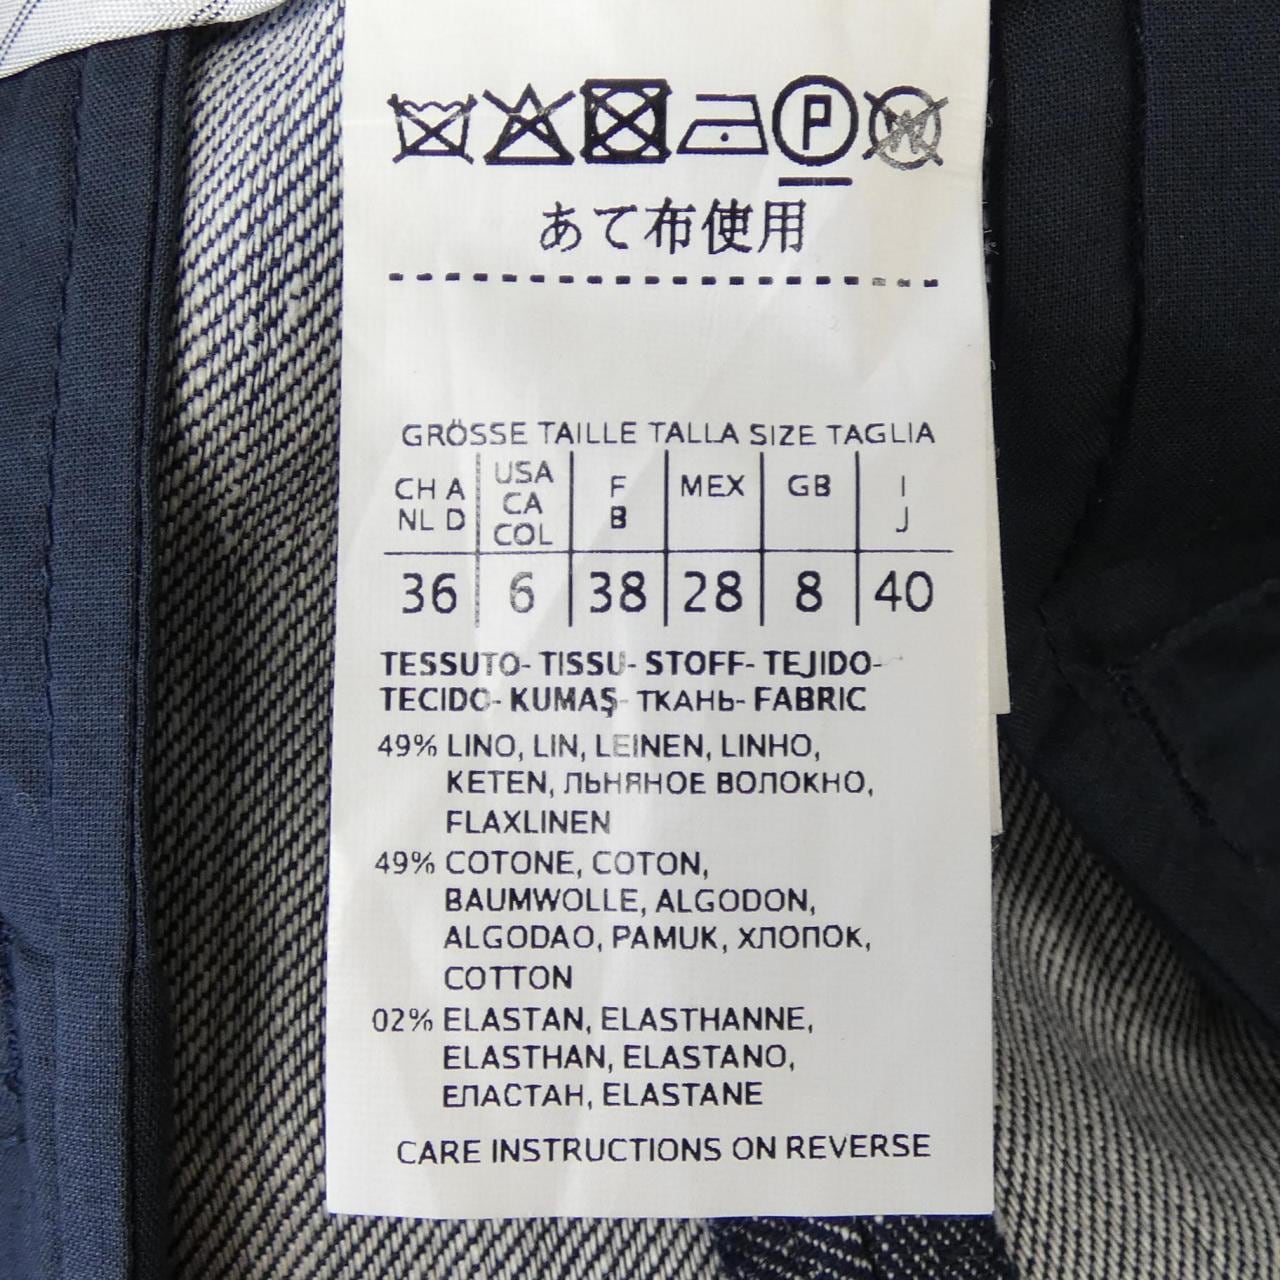 P W
あて布使用
GRÖSSE TAILLE TALLA SIZE TAGLIA
CH A NL D USA CA COL F B MEX GB I J
36 6 38 28 8 40
TESSUTO- TISSU- STOFF- TEJIDO-
TECIDO- KUMAŞ- ТКАНЬ- FABRIC
49% LINO, LIN, LEINEN, LINHO,
KETEN, ЛЬНЯНОЕ ВОЛОКНО,
FLAXLINEN
49% COTONE, COTON,
BAUMWOLLE, ALGODON,
ALGODAO, PAMUK, ХЛОПОК,
COTTON
02% ELASTAN, ELASTHANNE,
ELASTHAN, ELASTANO,
ЕЛАСТАН, ELASTANE
CARE INSTRUCTIONS ON REVERSE